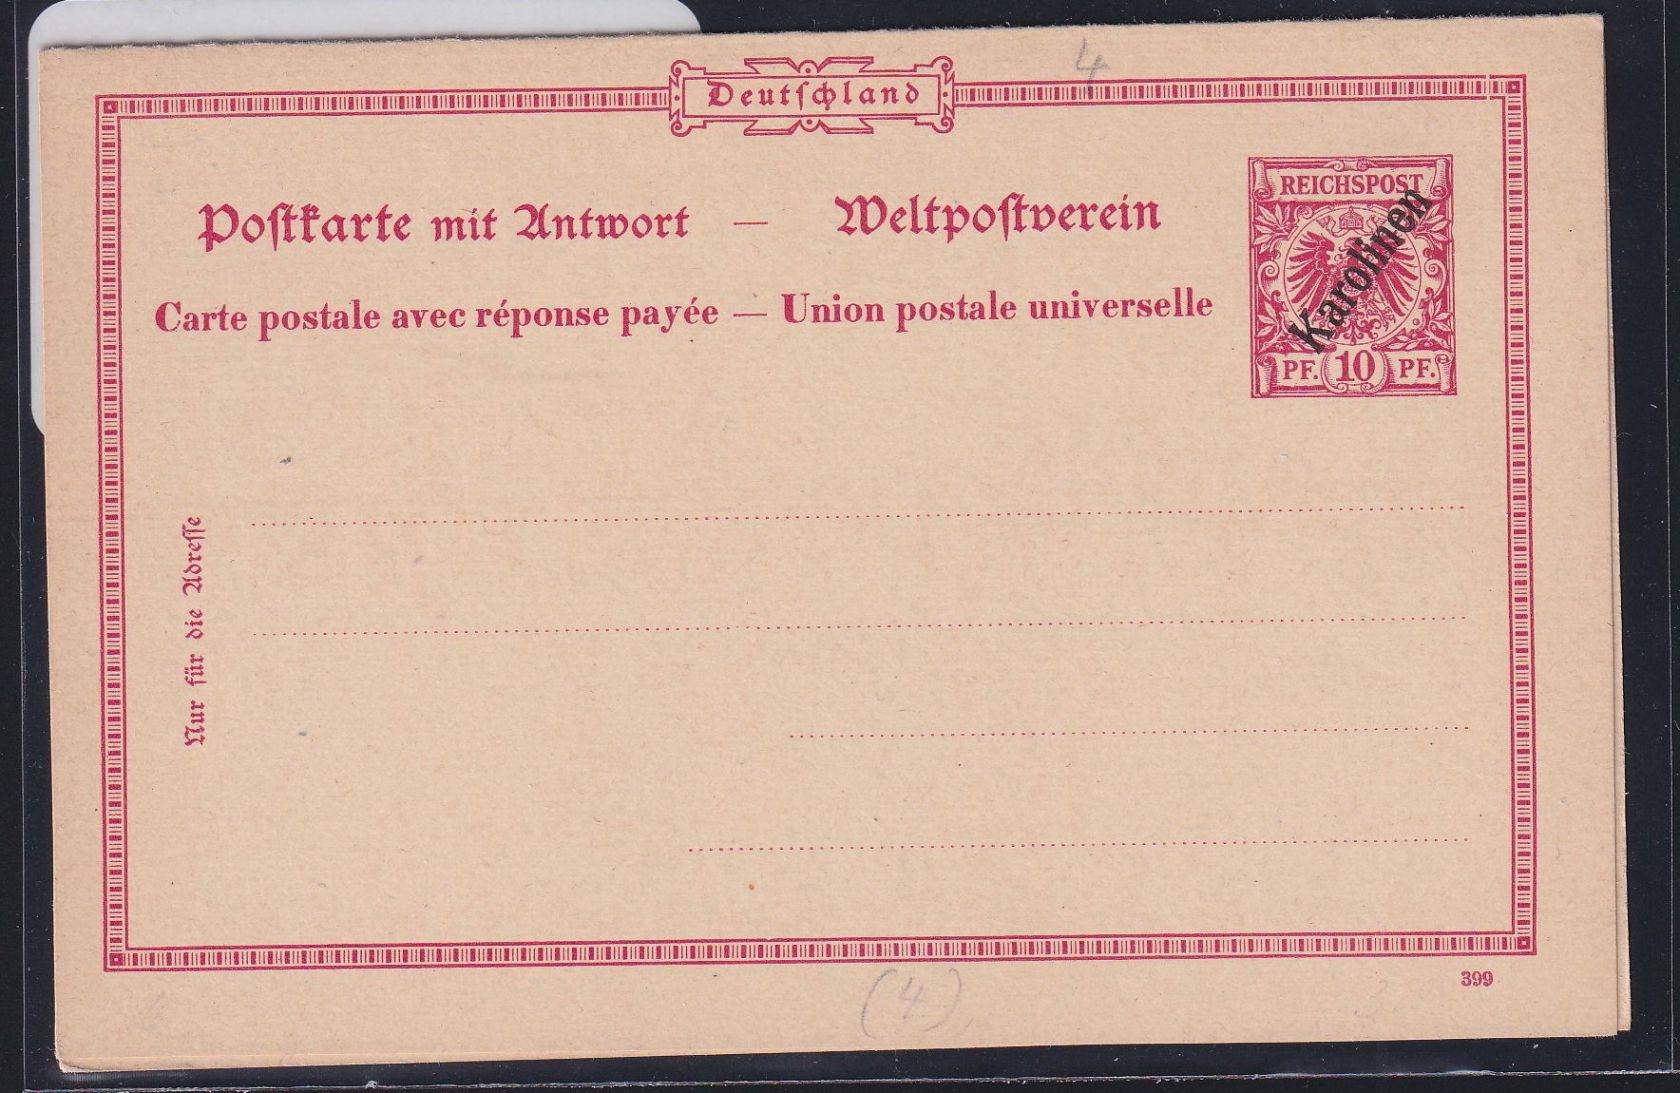 4
Deutſchland
REICHSPOST
Karolinen
PF. 10 PF.
Poſtkarte mit Antwort — Weltpoſtverein
Carte postale avec réponse payée — Union postale universelle
Nur für die Adreſſe
399
(4)